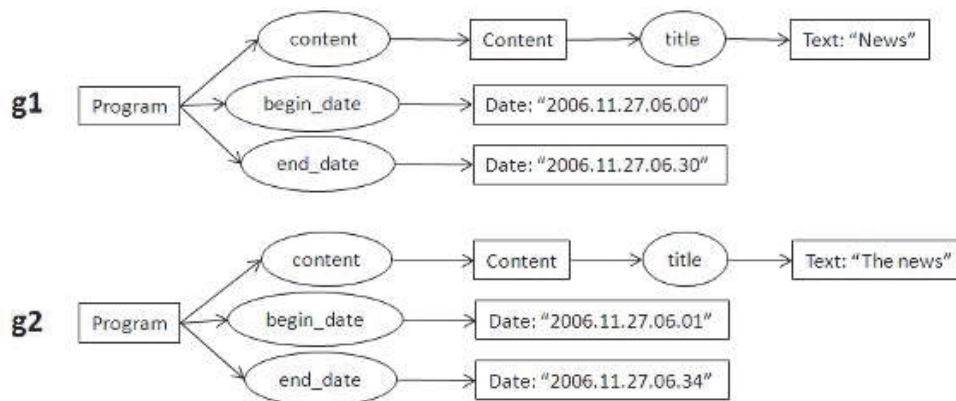 content Content title Text: “News”
g1 Program begin_date Date: “2006.11.27.06.00”
end_date Date: “2006.11.27.06.30”
content Content title Text: “The news”
g2 Program begin_date Date: “2006.11.27.06.01”
end_date Date: “2006.11.27.06.34”